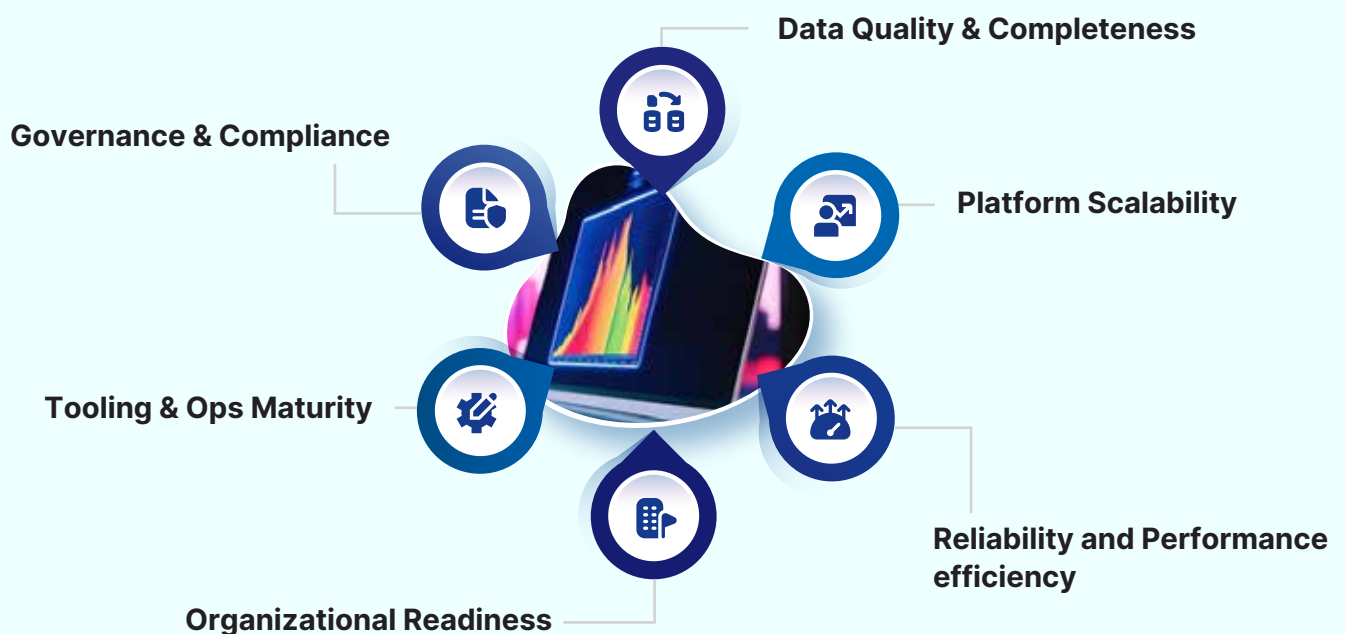 Data Quality & Completeness
Governance & Compliance
Platform Scalability
Tooling & Ops Maturity
Reliability and Performance
efficiency
Organizational Readiness